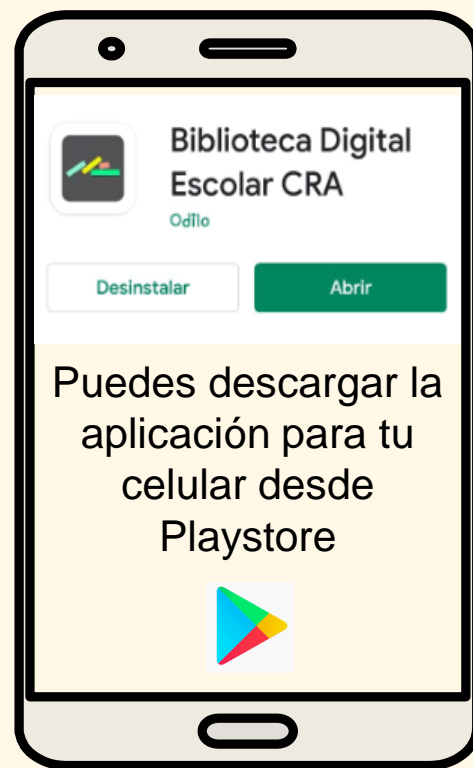 Biblioteca Digital
Escolar CRA
Odilo
Desinstalar
Abrir
Puedes descargar la
aplicación para tu
celular desde
Playstore